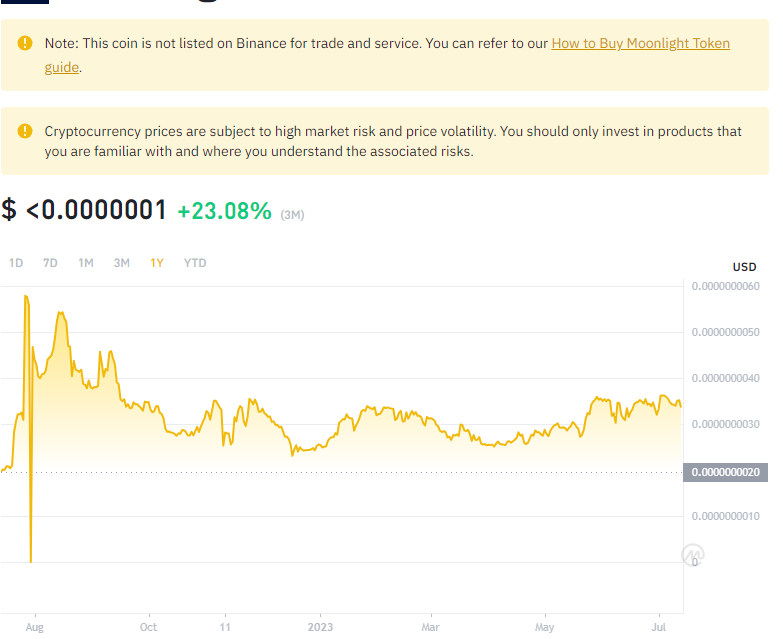 Note: This coin is not listed on Binance for trade and service. You can refer to our How to Buy Moonlight Token
guide.
Cryptocurrency prices are subject to high market risk and price volatility. You should only invest in products that
you are familiar with and where you understand the associated risks.
$ <0.0000001 +23.08% (3M)
1D 7D 1M 3M 1Y YTD
USD
0.0000000060
0.0000000050
0.0000000040
0.0000000030
0.0000000020
0.0000000010
0
Aug Oct 11 2023 Mar May Jul